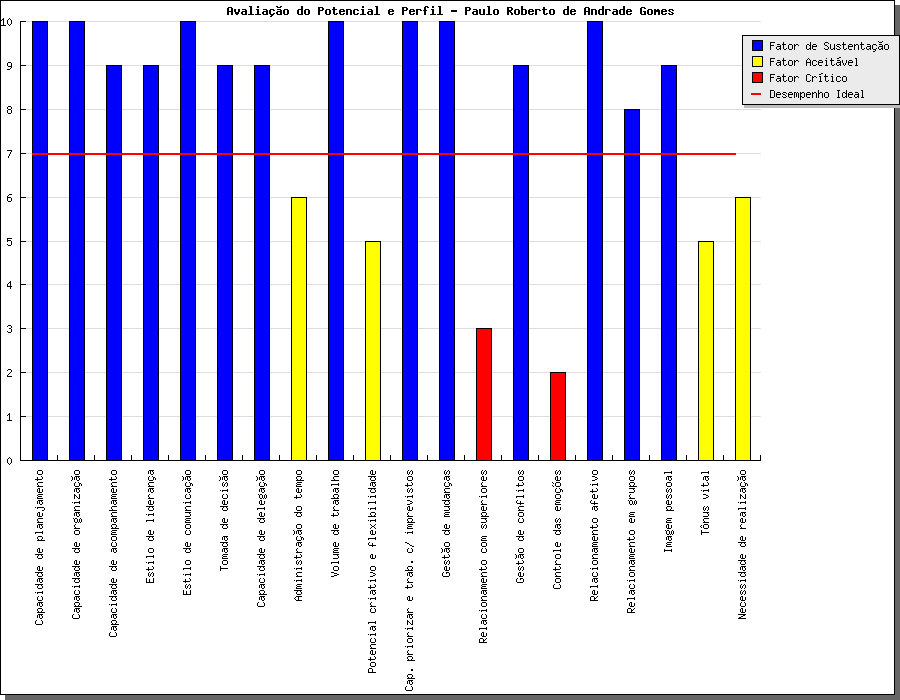 Avaliação do Potencial e Perfil - Paulo Roberto de Andrade Gomes
10
9
8
7
6
5
4
3
2
1
0
Fator de Sustentação
Fator Aceitável
Fator Crítico
Desempenho Ideal
Capacidade de planejamento
Capacidade de organização
Capacidade de acompanhamento
Estilo de liderança
Estilo de comunicação
Tomada de decisão
Capacidade de delegação
Administração do tempo
Volume de trabalho
Potencial criativo e flexibilidade
Cap. priorizar e trab. c/ imprevistos
Gestão de mudanças
Relacionamento com superiores
Gestão de conflitos
Controle das emoções
Relacionamento afetivo
Relacionamento em grupos
Imagem pessoal
Tônus vital
Necessidade de realização